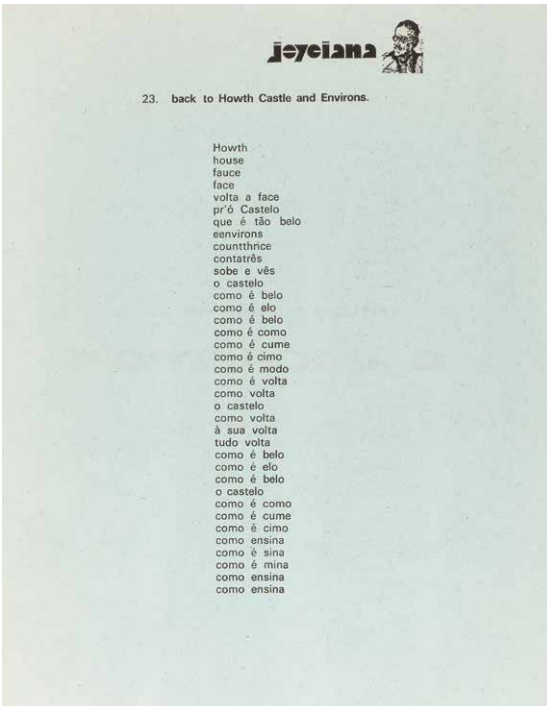 joyciana
23. back to Howth Castle and Environs.
Howth
house
fauce
face
volta a face
pr'ó Castelo
que é tão belo
eenvirons
countthrice
contatrês
sobe e vês
o castelo
como é belo
como é elo
como é belo
como é como
como é cume
como é cimo
como é modo
como é volta
como volta
o castelo
como volta
à sua volta
tudo volta
como é belo
como é elo
como é belo
o castelo
como é como
como é cume
como é cimo
como ensina
como é sina
como é mina
como ensina
como ensina